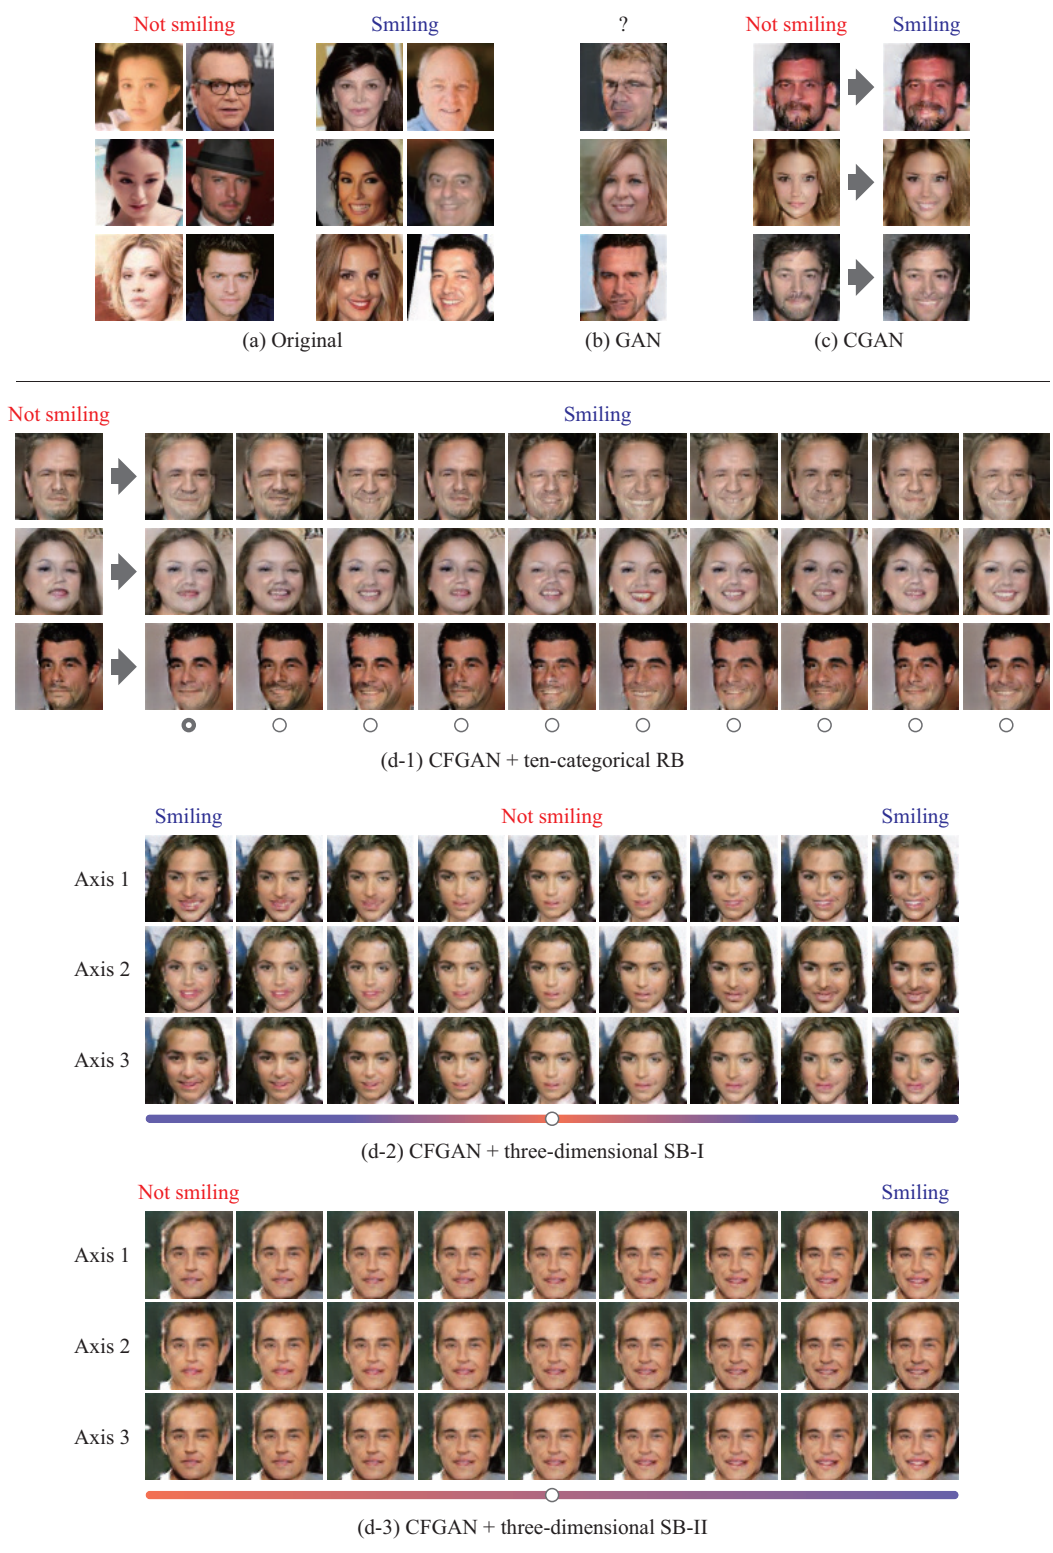 Not smiling Smiling ? Not smiling Smiling
(a) Original (b) GAN (c) CGAN
Not smiling Smiling
(d-1) CFGAN + ten-categorical RB
Smiling Not smiling Smiling
Axis 1
Axis 2
Axis 3
(d-2) CFGAN + three-dimensional SB-I
Not smiling Smiling
Axis 1
Axis 2
Axis 3
(d-3) CFGAN + three-dimensional SB-II